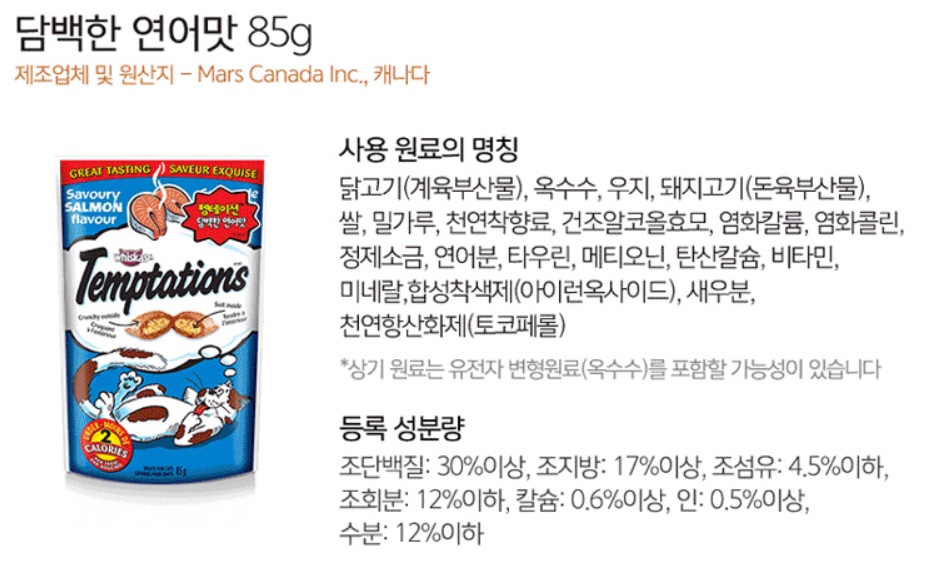 담백한 연어맛 85g
제조업체 및 원산지 - Mars Canada Inc., 캐나다
GREAT TASTING SAVEUR EXQUISE
Savoury
SALMON
flavour
템테이션
담백한 연어맛
whiskas
Temptations
Crunchy outside
Croquant
à l'extérieur
Soft inside
Tendre à
l'intérieur
UNDER - MOINS DE
2
CALORIES
85g
사용 원료의 명칭
닭고기(계육부산물), 옥수수, 우지, 돼지고기(돈육부산물),
쌀, 밀가루, 천연착향료, 건조알코올효모, 염화칼륨, 염화콜린,
정제소금, 연어분, 타우린, 메티오닌, 탄산칼슘, 비타민,
미네랄,합성착색제(아이런옥사이드), 새우분,
천연항산화제(토코페롤)
*상기 원료는 유전자 변형원료(옥수수)를 포함할 가능성이 있습니다
등록 성분량
조단백질: 30%이상, 조지방: 17%이상, 조섬유: 4.5%이하,
조회분: 12%이하, 칼슘: 0.6%이상, 인: 0.5%이상,
수분: 12%이하